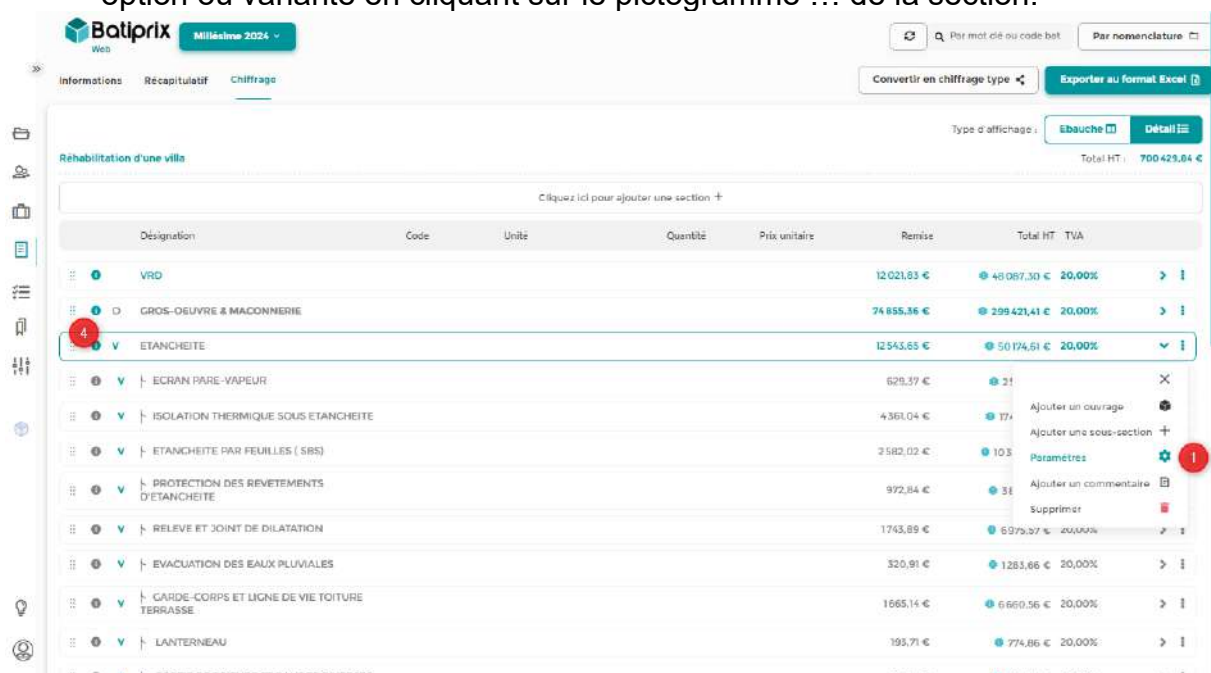 option ou variante en cliquant sur le pictogramme … de la section.
Batiprix Millésime 2024
Web
Par mot clé ou code bat Par nomenclature
Informations Récapitulatif Chiffrage Convertir en chiffrage type Exporter au format Excel
Type d'affichage : Ebauche Détail
Réhabilitation d'une villa Total HT : 700 429,84 €
Cliquez ici pour ajouter une section +
Désignation Code Unité Quantité Prix unitaire Remise Total HT TVA
VRD 12 021,83 € 48 087,30 € 20,00%
GROS-OEUVRE & MACONNERIE 74 855,36 € 299 421,41 € 20,00%
4
V ETANCHEITE 12 543,65 € 50 174,61 € 20,00%
V ECRAN PARE-VAPEUR 629,37 €
Ajouter un ouvrage
V ISOLATION THERMIQUE SOUS ETANCHEITE 4 361,04 €
Ajouter une sous-section +
V ETANCHEITE PAR FEUILLES ( SBS) 2 582,02 € 10 3
Paramètres 1
V PROTECTION DES REVETEMENTS
D'ETANCHEITE 972,84 €
Ajouter un commentaire
Supprimer
V RELEVE ET JOINT DE DILATATION 1 743,89 € 6 975,57 € 20,00%
V EVACUATION DES EAUX PLUVIALES 320,91 € 1 283,66 € 20,00%
V GARDE-CORPS ET LIGNE DE VIE TOITURE
TERRASSE 1 665,14 € 6 660,56 € 20,00%
V LANTERNEAU 193,71 € 774,86 € 20,00%